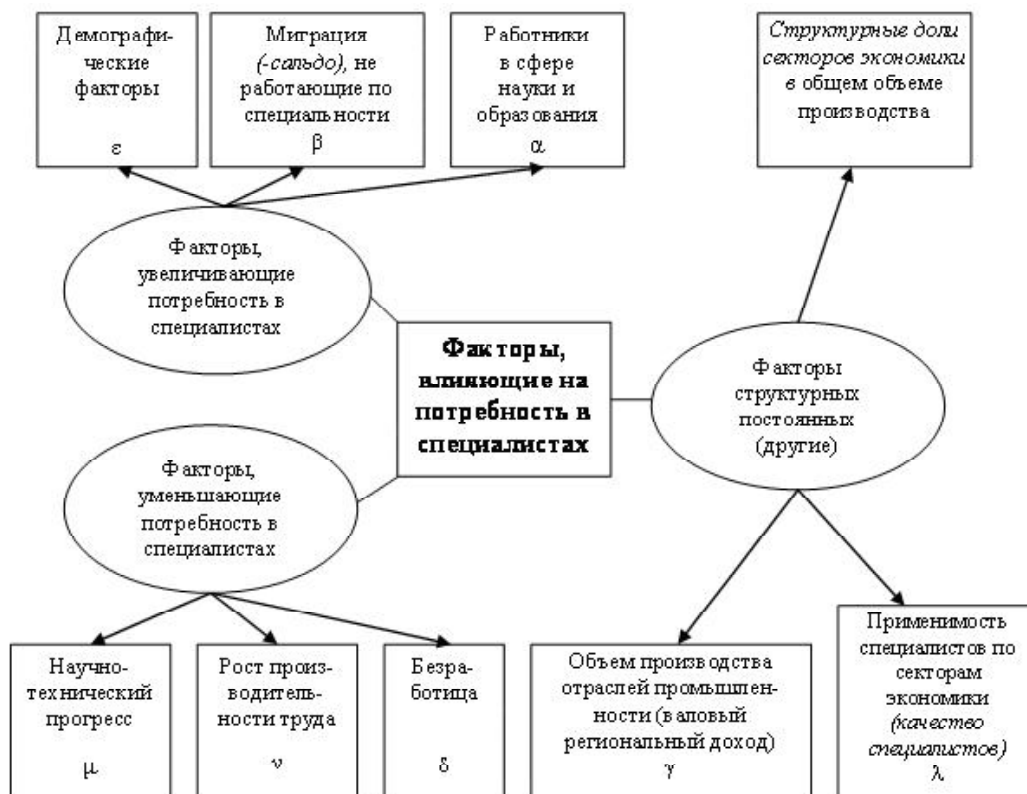 Демографи-
ческие
факторы
ε
Миграция
(-сальдо), не
работающие по
специальности
β
Работники
в сфере
науки и
образования
α
Структурные доли
секторов экономики
в общем объеме
производства
Факторы,
увеличивающие
потребность в
специалистах
Факторы,
влияющие на
потребность в
специалистах
Факторы
структурных
постоянных
(другие)
Факторы,
уменьшающие
потребность в
специалистах
Научно-
технический
прогресс
μ
Рост произ-
водитель-
ности труда
ν
Безра-
ботица
δ
Объем производства
отраслей промышлен-
ности (валовый
региональный доход)
γ
Применимость
специалистов по
секторам
экономики
(качество
специалистов)
λ